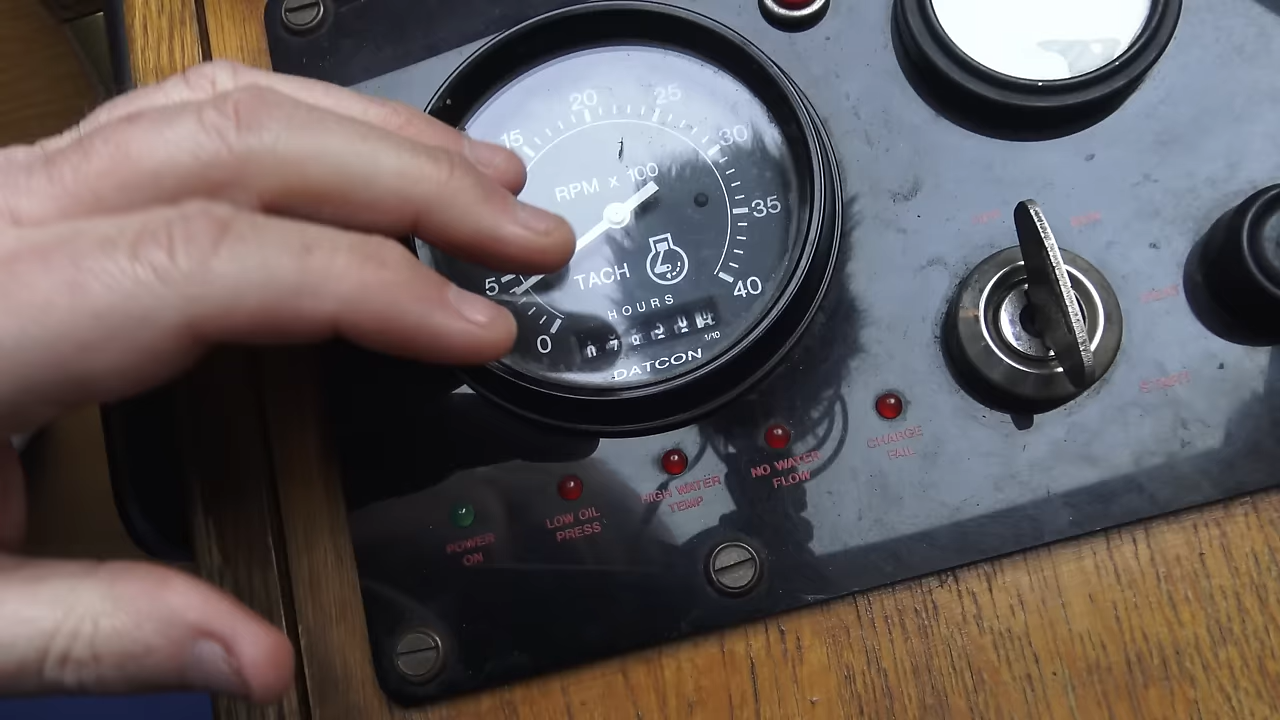 20
25
15
30
RPM x 100
35
5
TACH
40
HOURS
0
1/10
DATCON
CHARGE
FAIL
NO WATER
FLOW
HIGH WATER
TEMP
LOW OIL
PRESS
POWER
ON
START